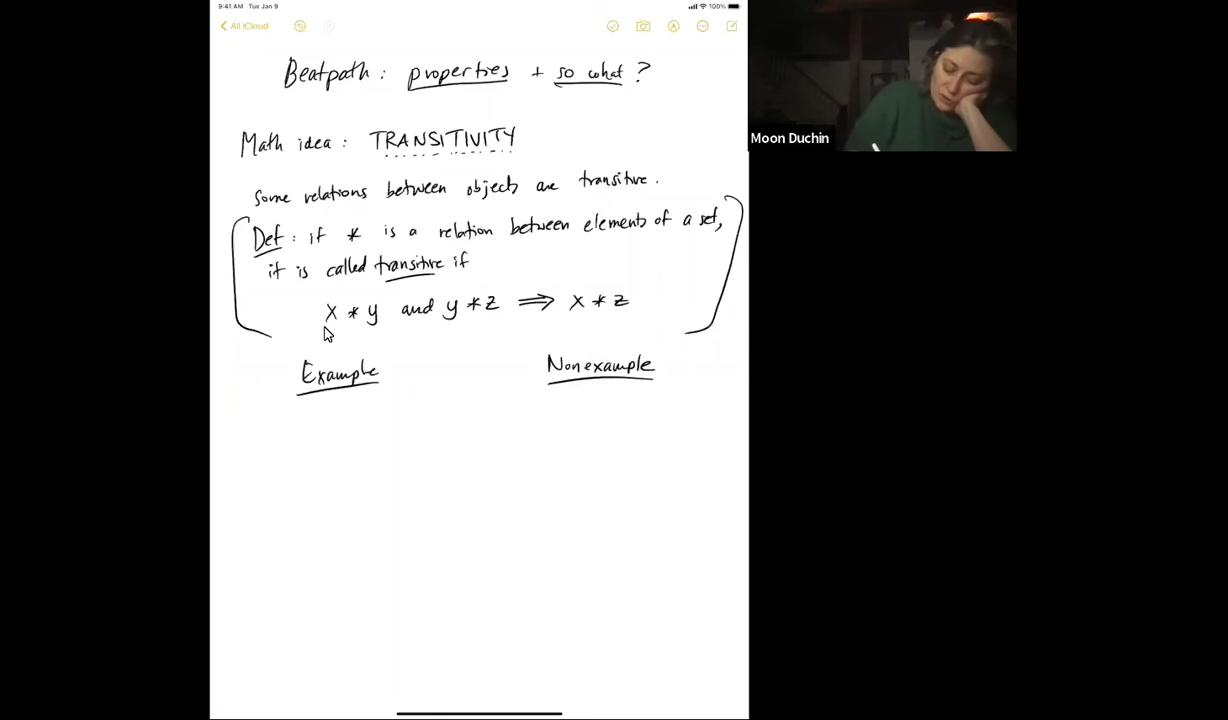 9:41 AM Tue Jan 9
100%
All iCloud
Beatpath : properties + so what ?
Math idea : TRANSITIVITY
Some relations between objects are transitive.
Def : if * is a relation between elements of a set,
it is called transitive if
x * y and y * z ⟹ x * z
Example
Nonexample
Moon Duchin